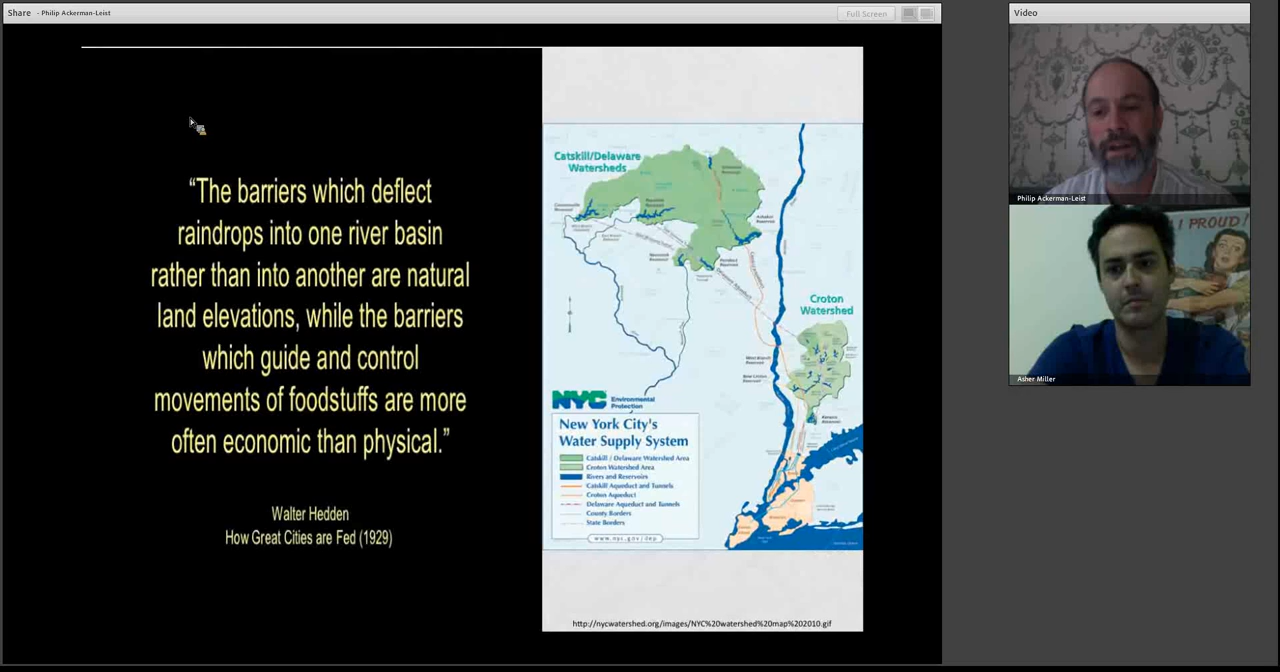 Share - Philip Ackerman-Leist
Full Screen
Video
“The barriers which deflect
raindrops into one river basin
rather than into another are natural
land elevations, while the barriers
which guide and control
movements of foodstuffs are more
often economic than physical.”
Walter Hedden
How Great Cities are Fed (1929)
Catskill/Delaware
Watersheds
Croton
Watershed
NYC Environmental
Protection
New York City's
Water Supply System
Catskill / Delaware Watershed Area
Croton Watershed Area
Rivers and Reservoirs
Catskill Aqueduct and Tunnels
Croton Aqueduct
Delaware Aqueduct and Tunnels
County Borders
State Borders
www.nyc.gov/dep
http://nycwatershed.org/images/NYC%20watershed%20map%202010.gif
Philip Ackerman-Leist
I PROUD!
Asher Miller